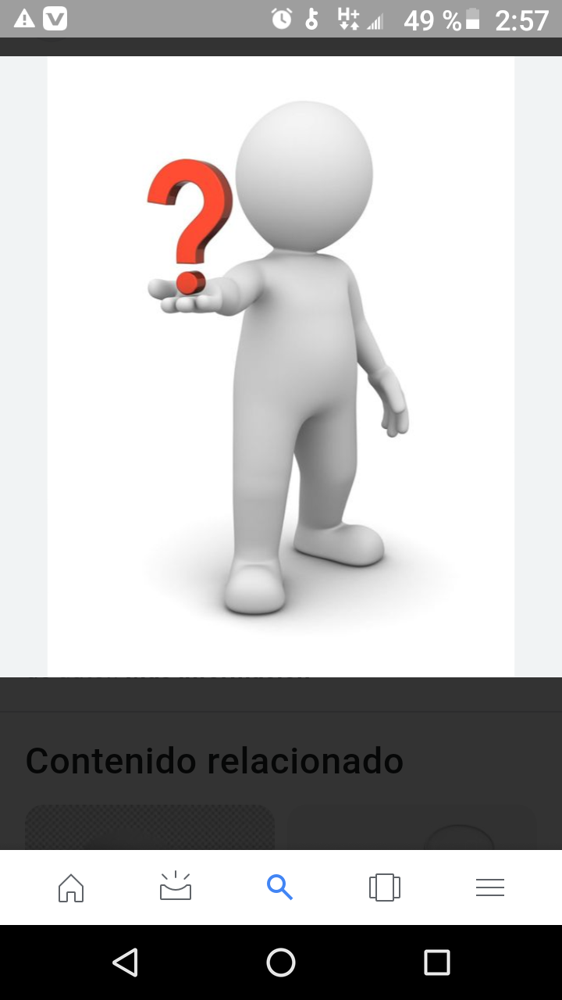 H+ 49 % 2:57
?
Contenido relacionado